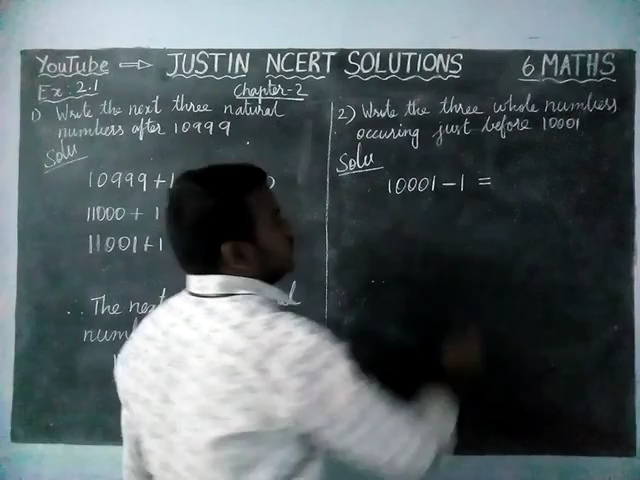 YouTube ⇒ JUSTIN NCERT SOLUTIONS 6 MATHS
Ex: 2.1 Chapter-2
1) Write the next three natural
numbers after 10999
Solu
10999+1
11000 + 1
11001+1
∴ The
2) Write the three whole numbers
occuring just before 10001
Solu
10001-1 =